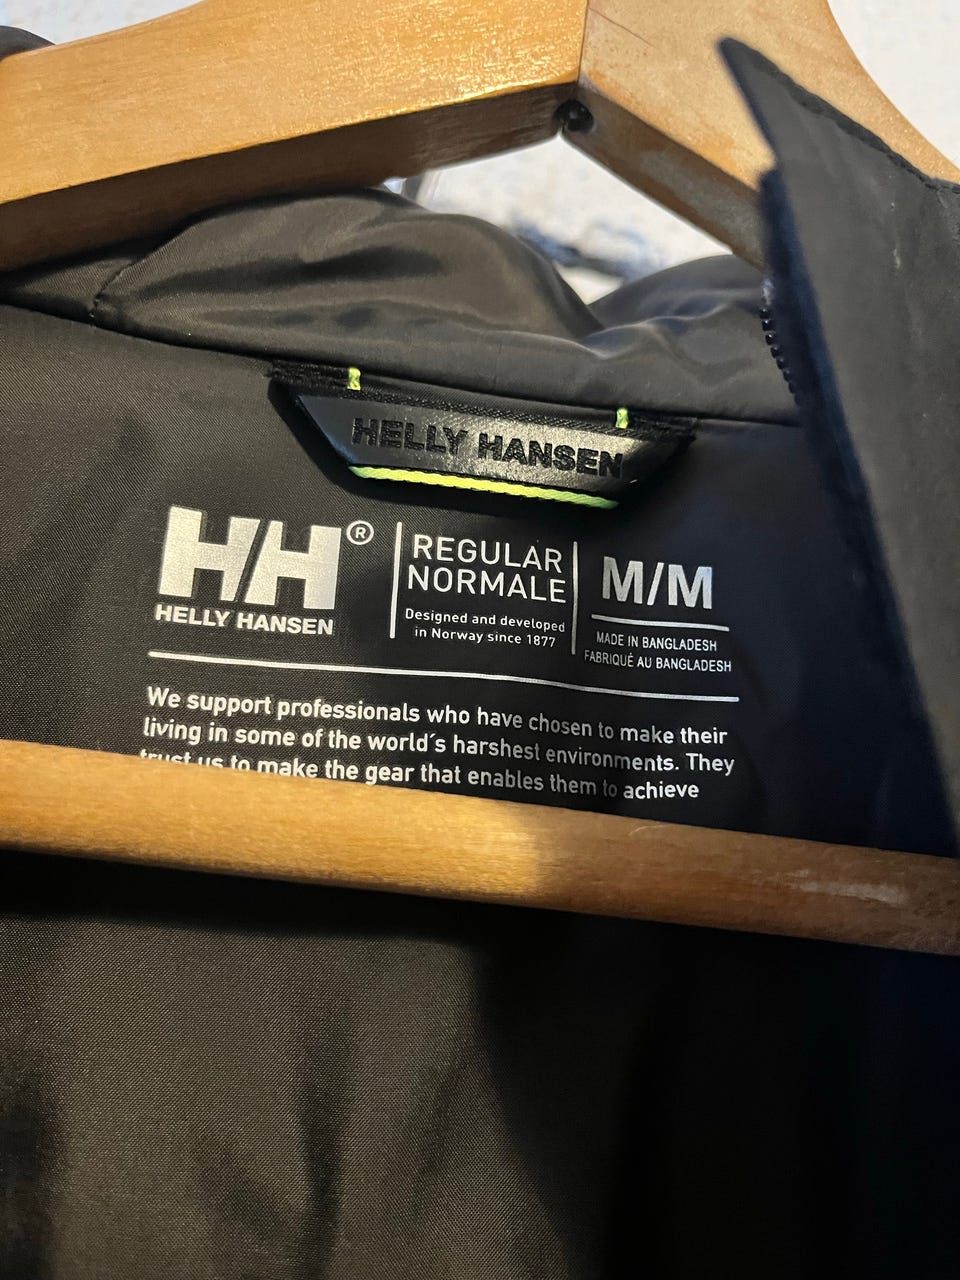 HELLY HANSEN
HH®
HELLY HANSEN
REGULAR
NORMALE
Designed and developed
in Norway since 1877
M/M
MADE IN BANGLADESH
FABRIQUÉ AU BANGLADESH
We support professionals who have chosen to make their
living in some of the world´s harshest environments. They
trust us to make the gear that enables them to achieve